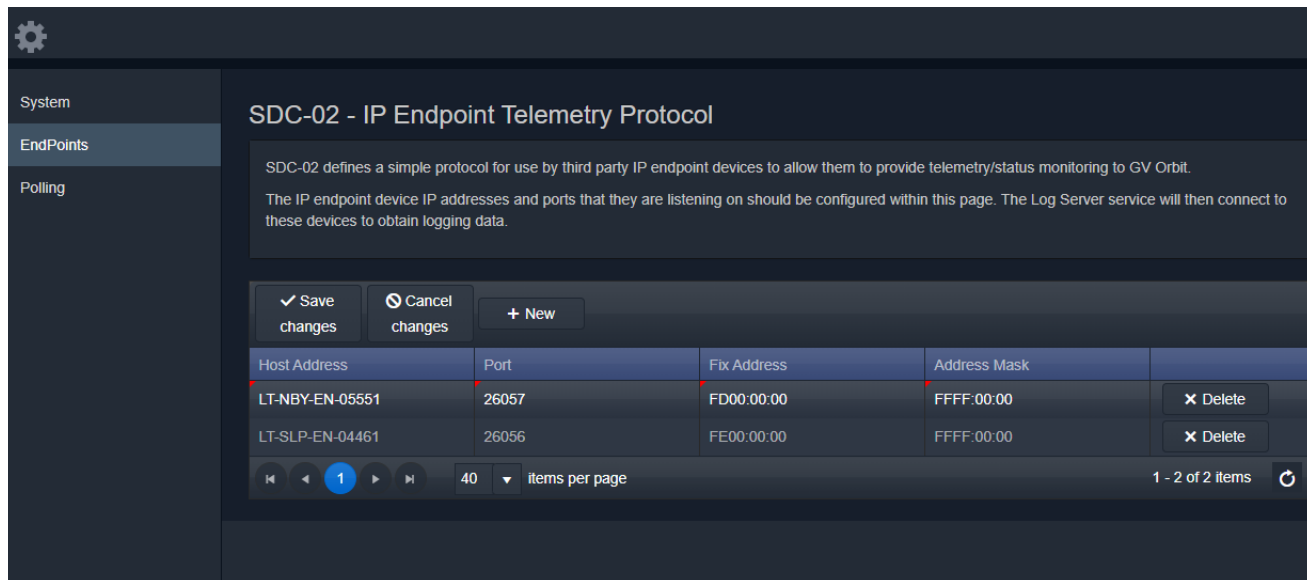 System
EndPoints
Polling
SDC-02 - IP Endpoint Telemetry Protocol
SDC-02 defines a simple protocol for use by third party IP endpoint devices to allow them to provide telemetry/status monitoring to GV Orbit.
The IP endpoint device IP addresses and ports that they are listening on should be configured within this page. The Log Server service will then connect to
these devices to obtain logging data.
Save
changes
Cancel
changes
New
Host Address Port Fix Address Address Mask
LT-NBY-EN-05551 26057 FD00:00:00 FFFF:00:00 Delete
LT-SLP-EN-04461 26056 FE00:00:00 FFFF:00:00 Delete
1 40 items per page 1 - 2 of 2 items